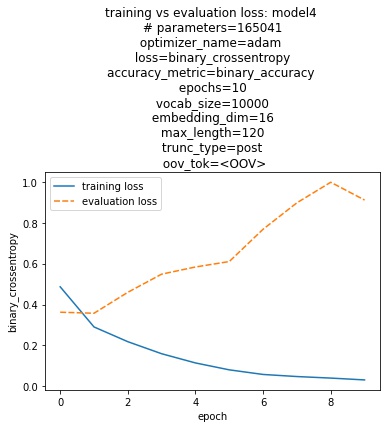 training vs evaluation loss: model4
# parameters=165041
optimizer_name=adam
loss=binary_crossentropy
accuracy_metric=binary_accuracy
epochs=10
vocab_size=10000
embedding_dim=16
max_length=120
trunc_type=post
oov_tok=<OOV>
training loss
evaluation loss
1.0
0.8
0.6
0.4
0.2
0.0
binary_crossentropy
0 2 4 6 8
epoch